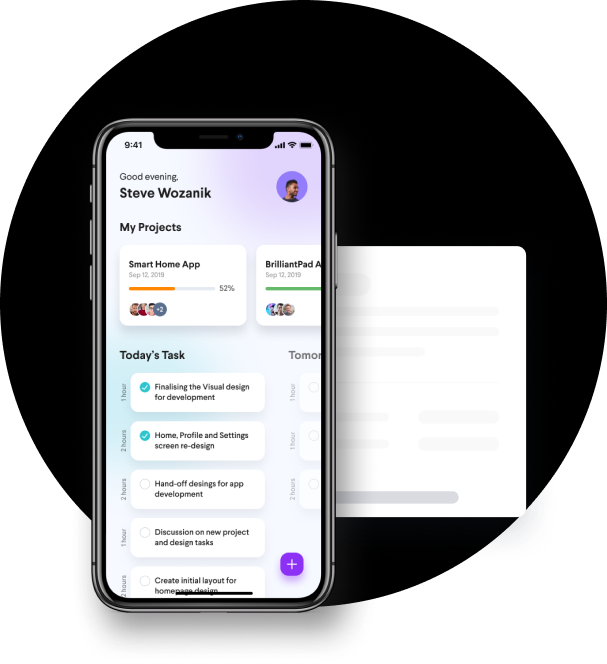 9:41
Good evening,
Steve Wozanik
My Projects
Smart Home App
Sep 12, 2019
52%
+2
BrilliantPad A
Sep 12, 2019
Today's Task
Tomor
1 hour
Finalising the Visual design
for development
1 hour
2 hours
Home, Profile and Settings
screen re-design
1 hour
2 hours
Hand-off desings for app
development
2 hours
1 hour
Discussion on new project
and design tasks
2 hours
Create initial layout for
homepage design